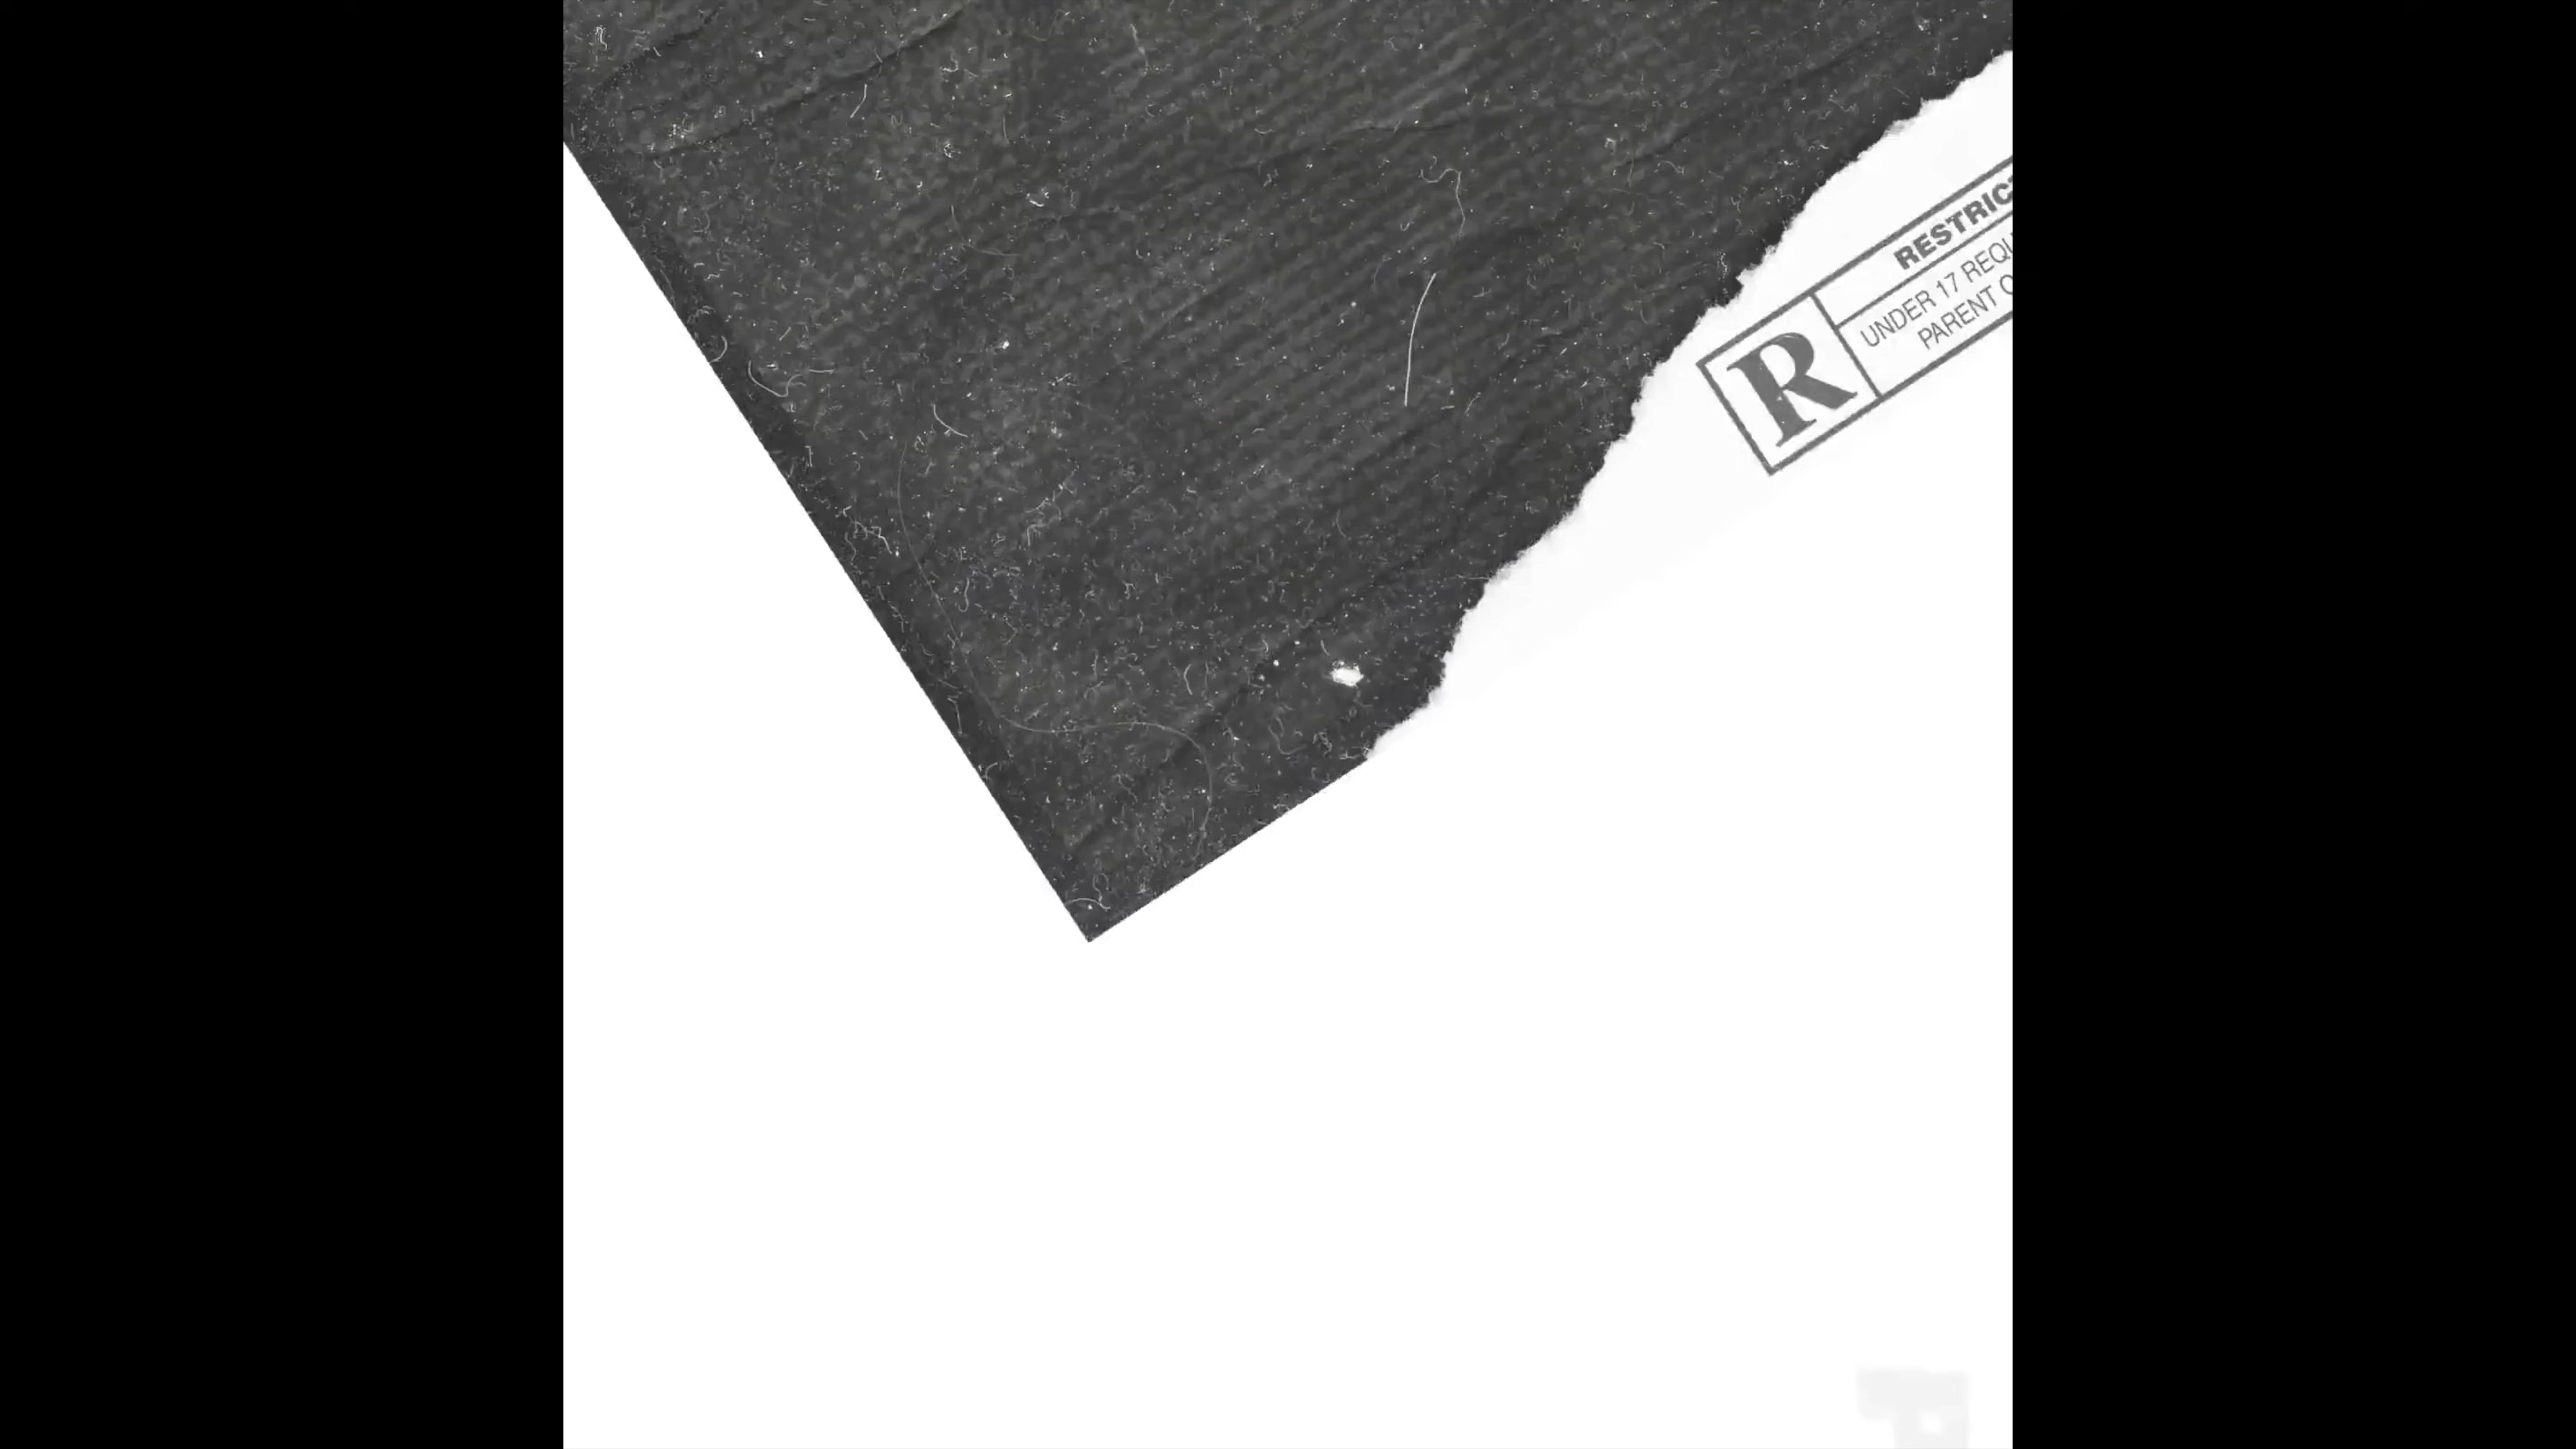 RESTRIC
R
UNDER 17 REQU
PARENT O
P